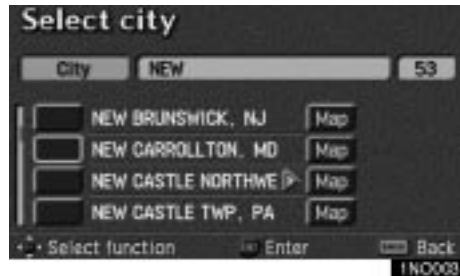 Select city
City NEW 53
NEW BRUNSWICK, NJ Map
NEW CARROLLTON, MD Map
NEW CASTLE NORTHWE Map
NEW CASTLE TWP, PA Map
Select function Enter Back
1NO009